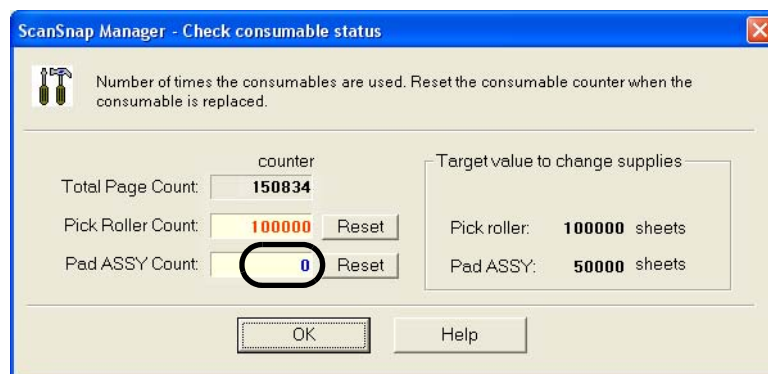 ScanSnap Manager - Check consumable status
Number of times the consumables are used. Reset the consumable counter when the
consumable is replaced.
counter
Target value to change supplies
Total Page Count: 150834
Pick Roller Count: 100000 Reset
Pick roller: 100000 sheets
Pad ASSY Count: 0 Reset
Pad ASSY: 50000 sheets
OK Help